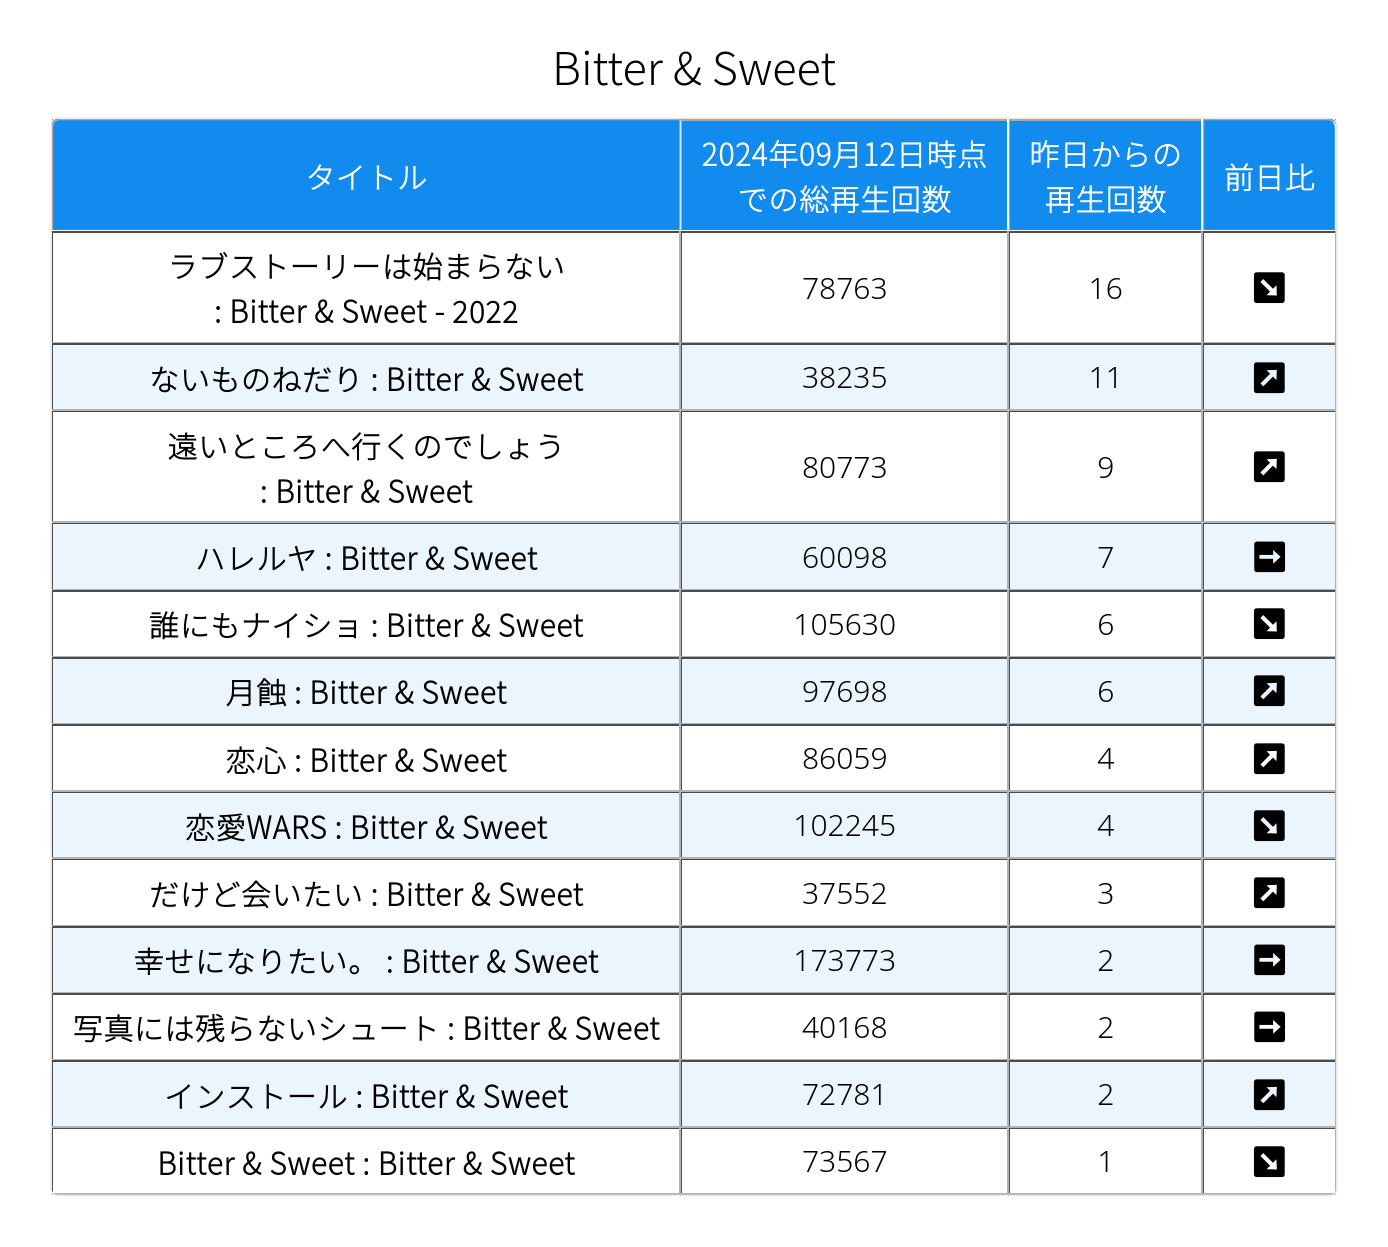 Bitter & Sweet
タイトル
2024年09月12日時点
での総再生回数
昨日からの
再生回数
前日比
ラブストーリーは始まらない
: Bitter & Sweet - 2022
78763
16
ないものねだり : Bitter & Sweet
38235
11
遠いところへ行くのでしょう
: Bitter & Sweet
80773
9
ハレルヤ : Bitter & Sweet
60098
7
誰にもナイショ : Bitter & Sweet
105630
6
月蝕 : Bitter & Sweet
97698
6
恋心 : Bitter & Sweet
86059
4
恋愛WARS : Bitter & Sweet
102245
4
だけど会いたい : Bitter & Sweet
37552
3
幸せになりたい。 : Bitter & Sweet
173773
2
写真には残らないシュート : Bitter & Sweet
40168
2
インストール : Bitter & Sweet
72781
2
Bitter & Sweet : Bitter & Sweet
73567
1